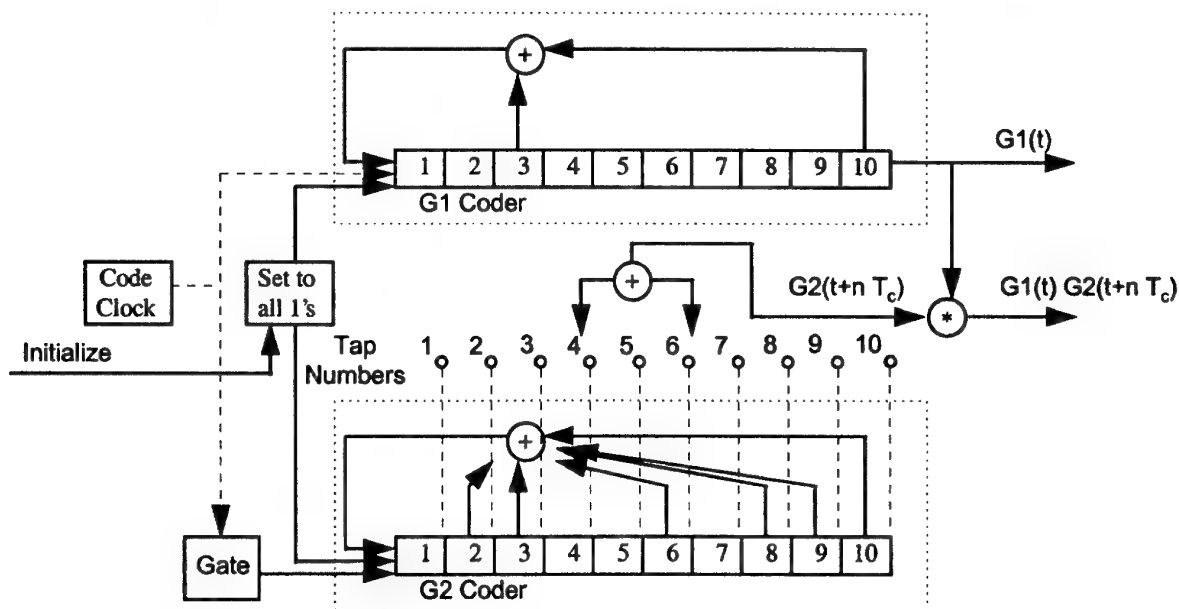 +
1 2 3 4 5 6 7 8 9 10
G1(t)
G1 Coder
Code Clock
Set to all 1's
+
G2(t+n T_c)
*
G1(t) G2(t+n T_c)
Initialize
Tap Numbers
1 2 3 4 5 6 7 8 9 10
+
Gate
1 2 3 4 5 6 7 8 9 10
G2 Coder